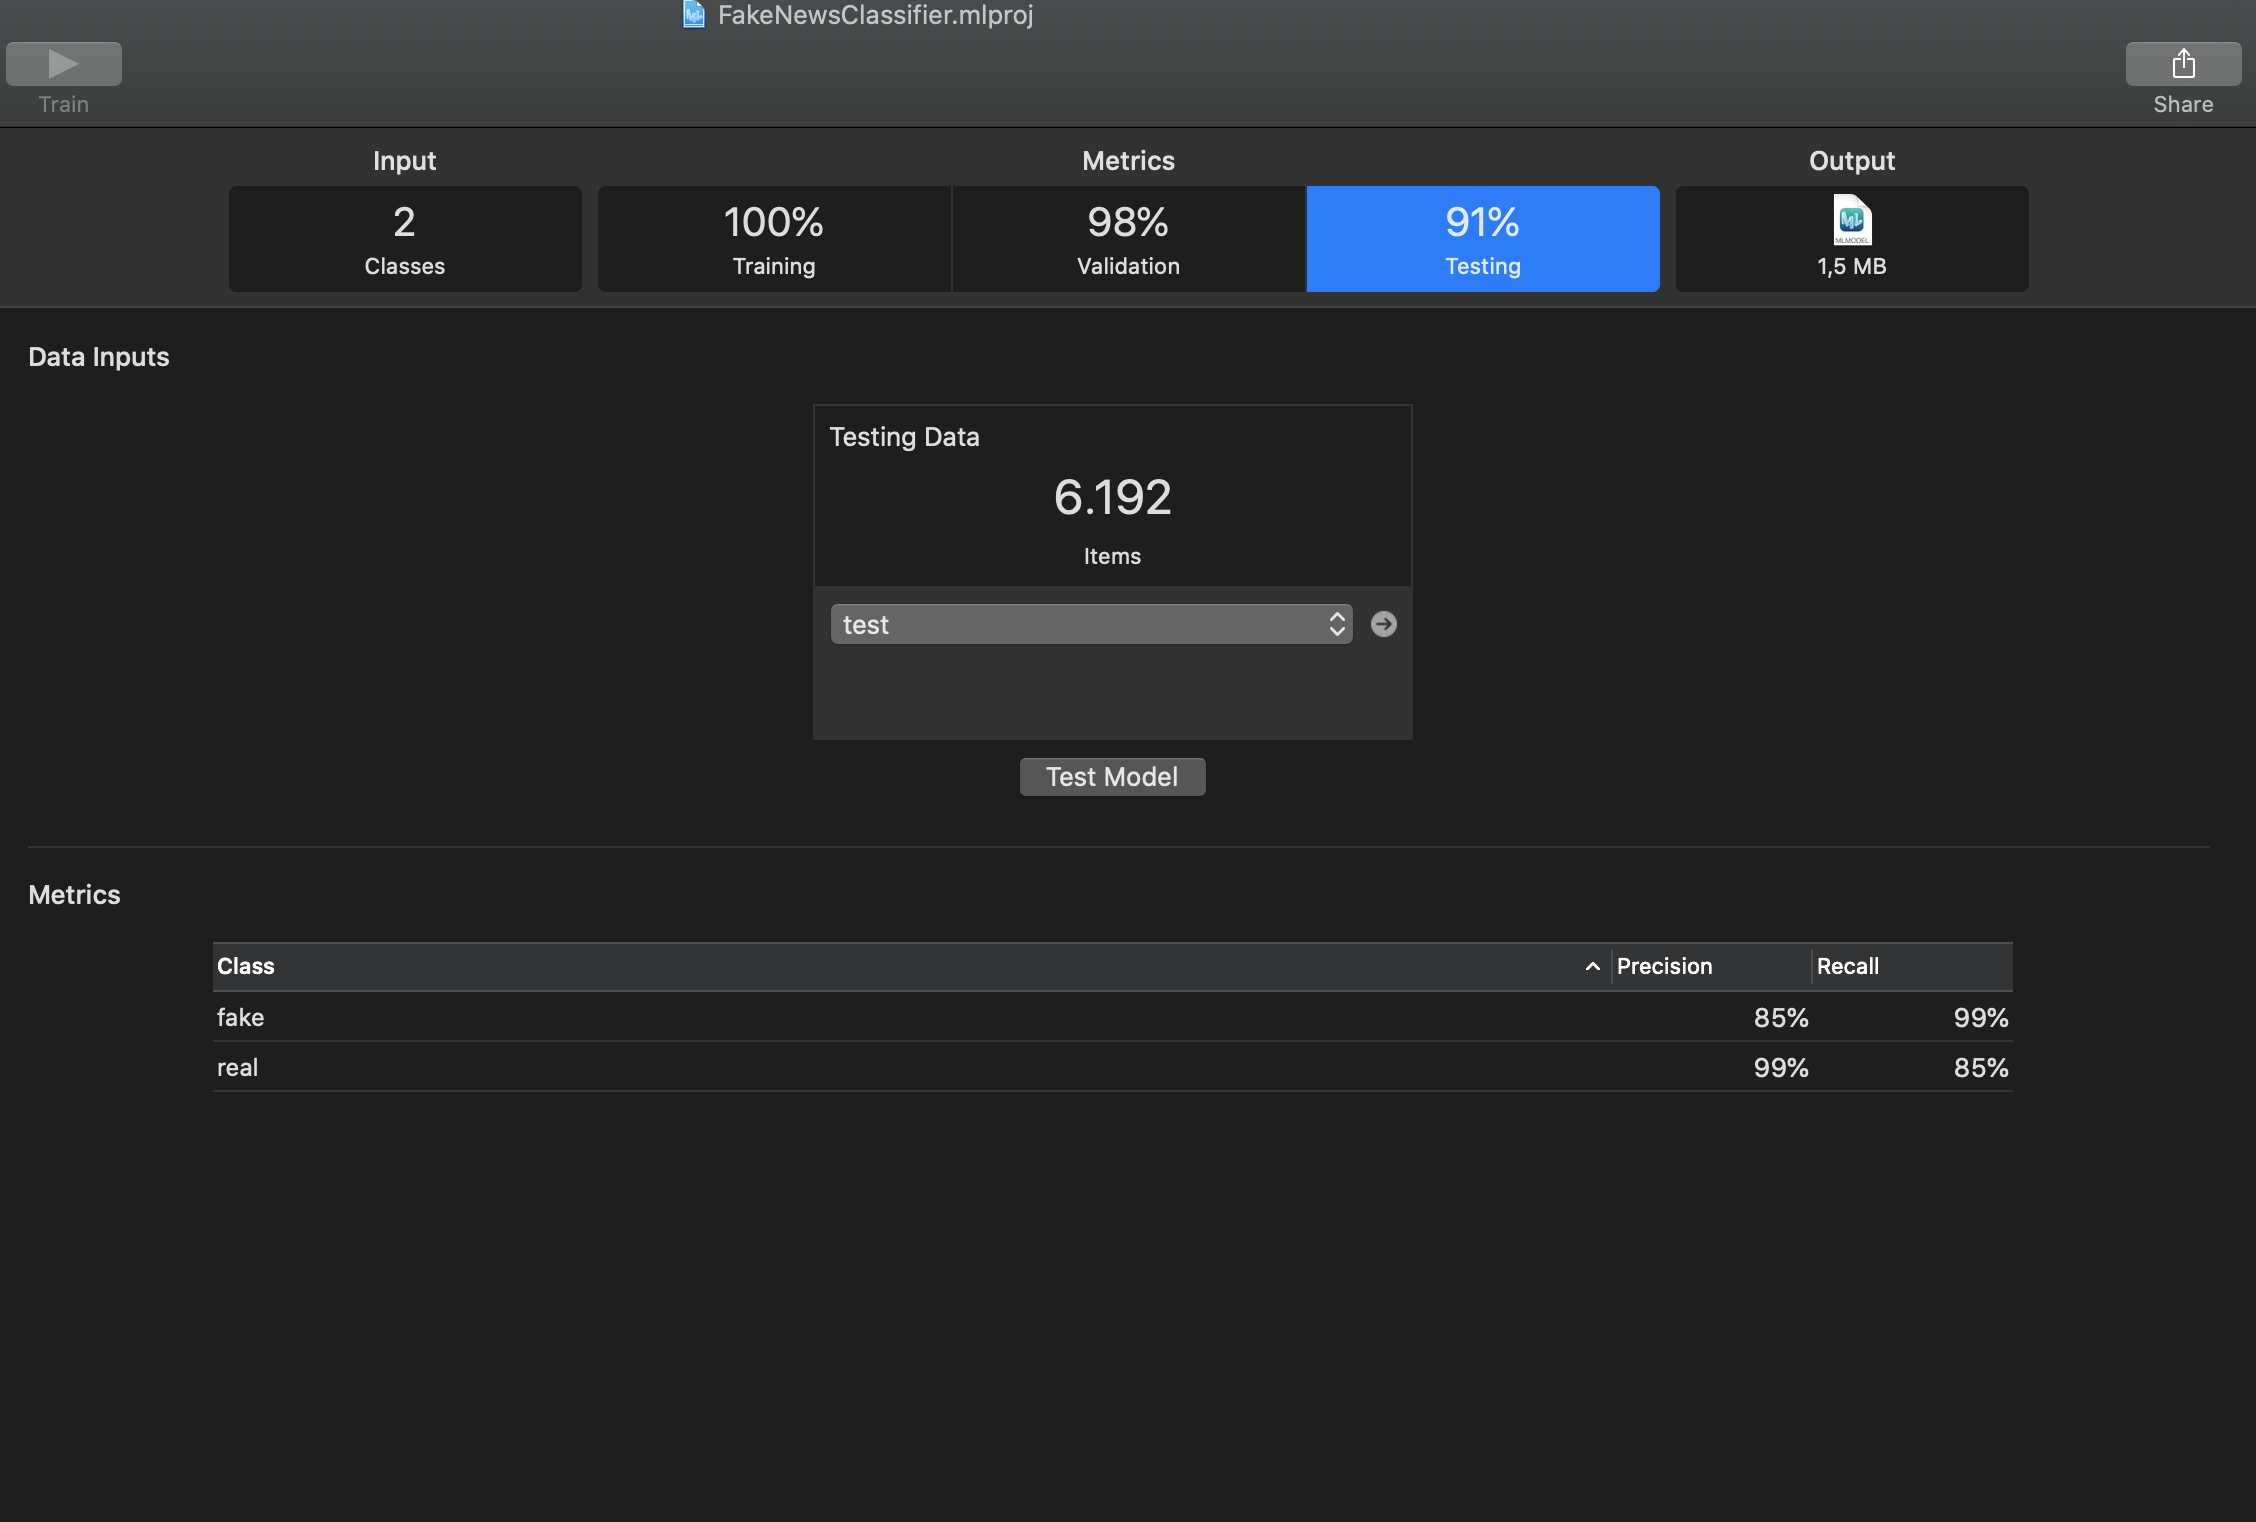 FakeNewsClassifier.mlproj
Train
Share
Input
Metrics
Output
2
Classes
100%
Training
98%
Validation
91%
Testing
MLMODEL
1,5 MB
Data Inputs
Testing Data
6.192
Items
test
Test Model
Metrics
Class Precision Recall
fake 85% 99%
real 99% 85%